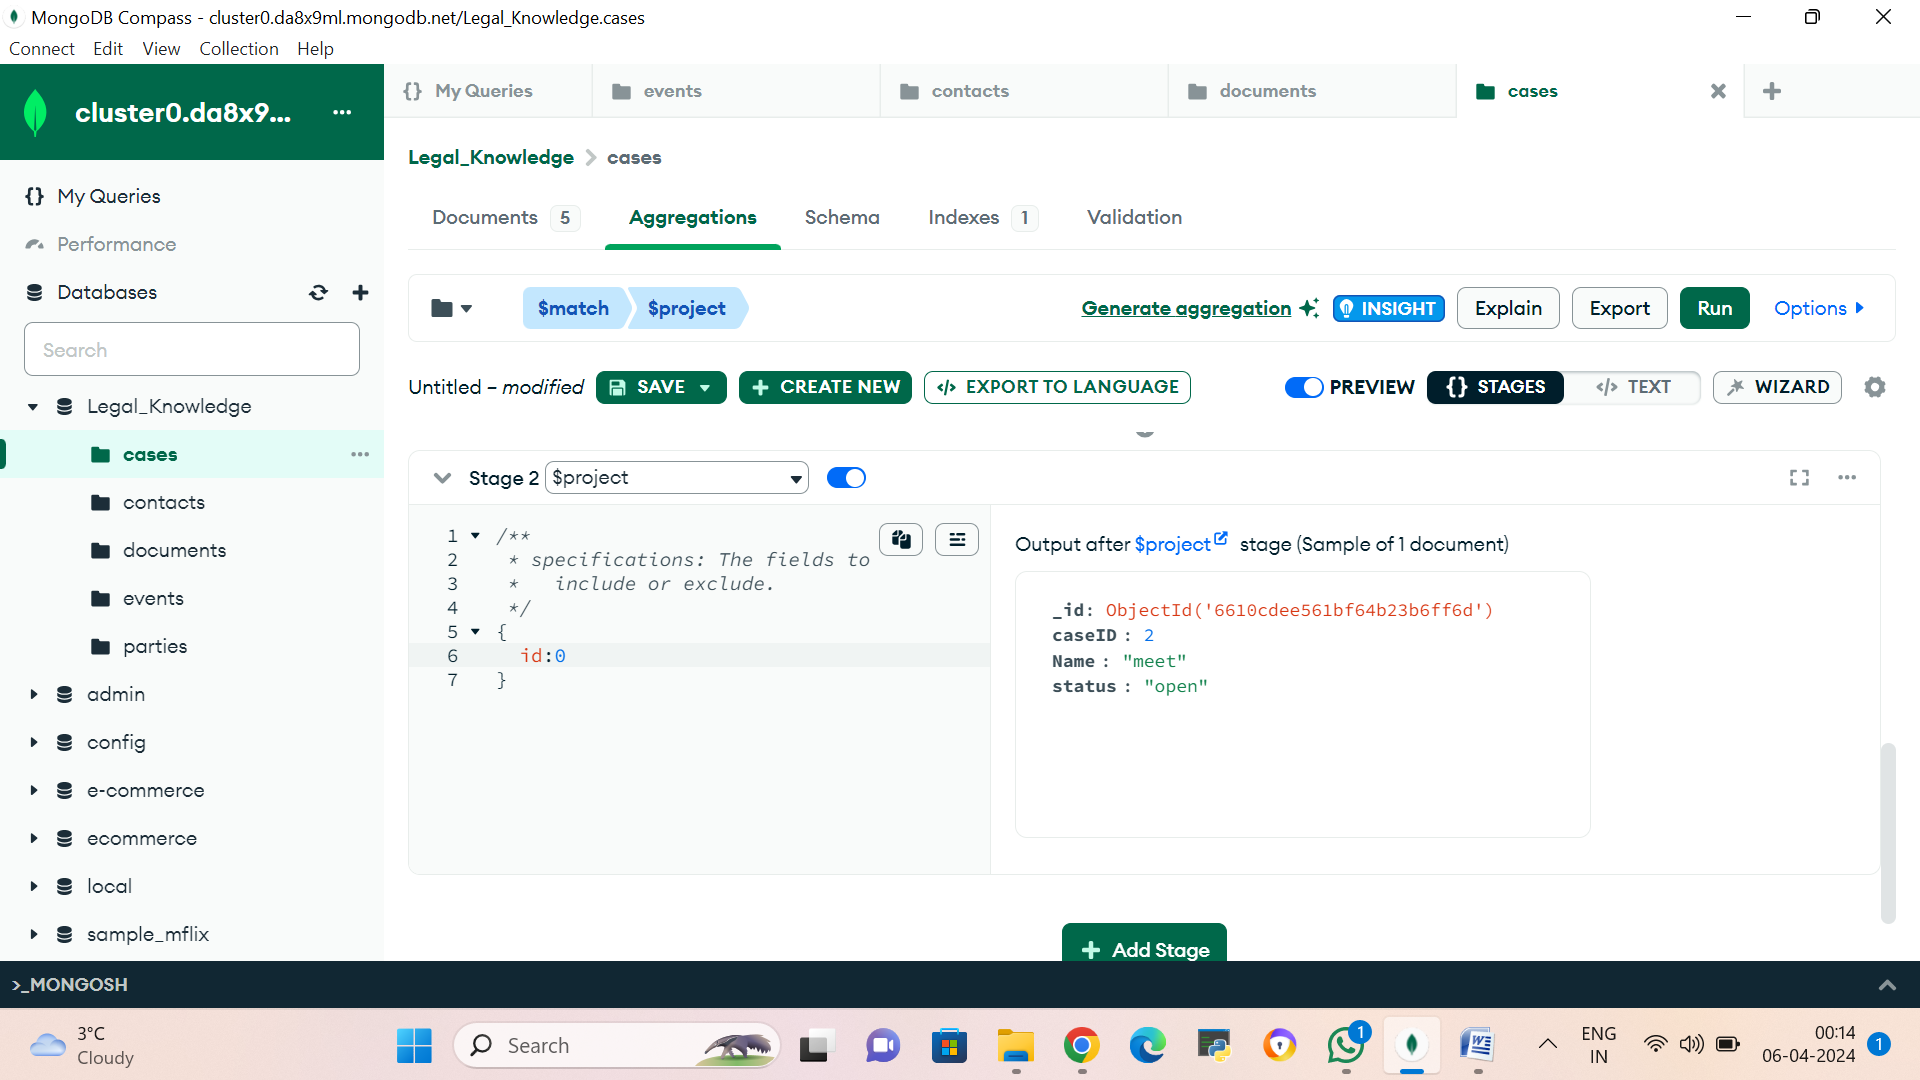 MongoDB Compass - cluster0.da8x9ml.mongodb.net/Legal_Knowledge.cases
Connect Edit View Collection Help
cluster0.da8x9... ...
{} My Queries
events
contacts
documents
cases
Legal_Knowledge > cases
{} My Queries
Performance
Databases
Search
Legal_Knowledge
cases
contacts
documents
events
parties
admin
config
e-commerce
ecommerce
local
sample_mflix
Documents 5 Aggregations Schema Indexes 1 Validation
$match $project Generate aggregation INSIGHT Explain Export Run Options
Untitled – modified SAVE + CREATE NEW </> EXPORT TO LANGUAGE PREVIEW {} STAGES </> TEXT WIZARD
Stage 2 $project
1 /**
2 * specifications: The fields to
3 *   include or exclude.
4 */
5 {
6 id:0
7 }
Output after $project stage (Sample of 1 document)
_id: ObjectId('6610cdee561bf64b23b6ff6d')
caseID : 2
Name : "meet"
status : "open"
+ Add Stage
>_MONGOSH
3°C
Cloudy
Search
1
ENG
IN
00:14
06-04-2024
1